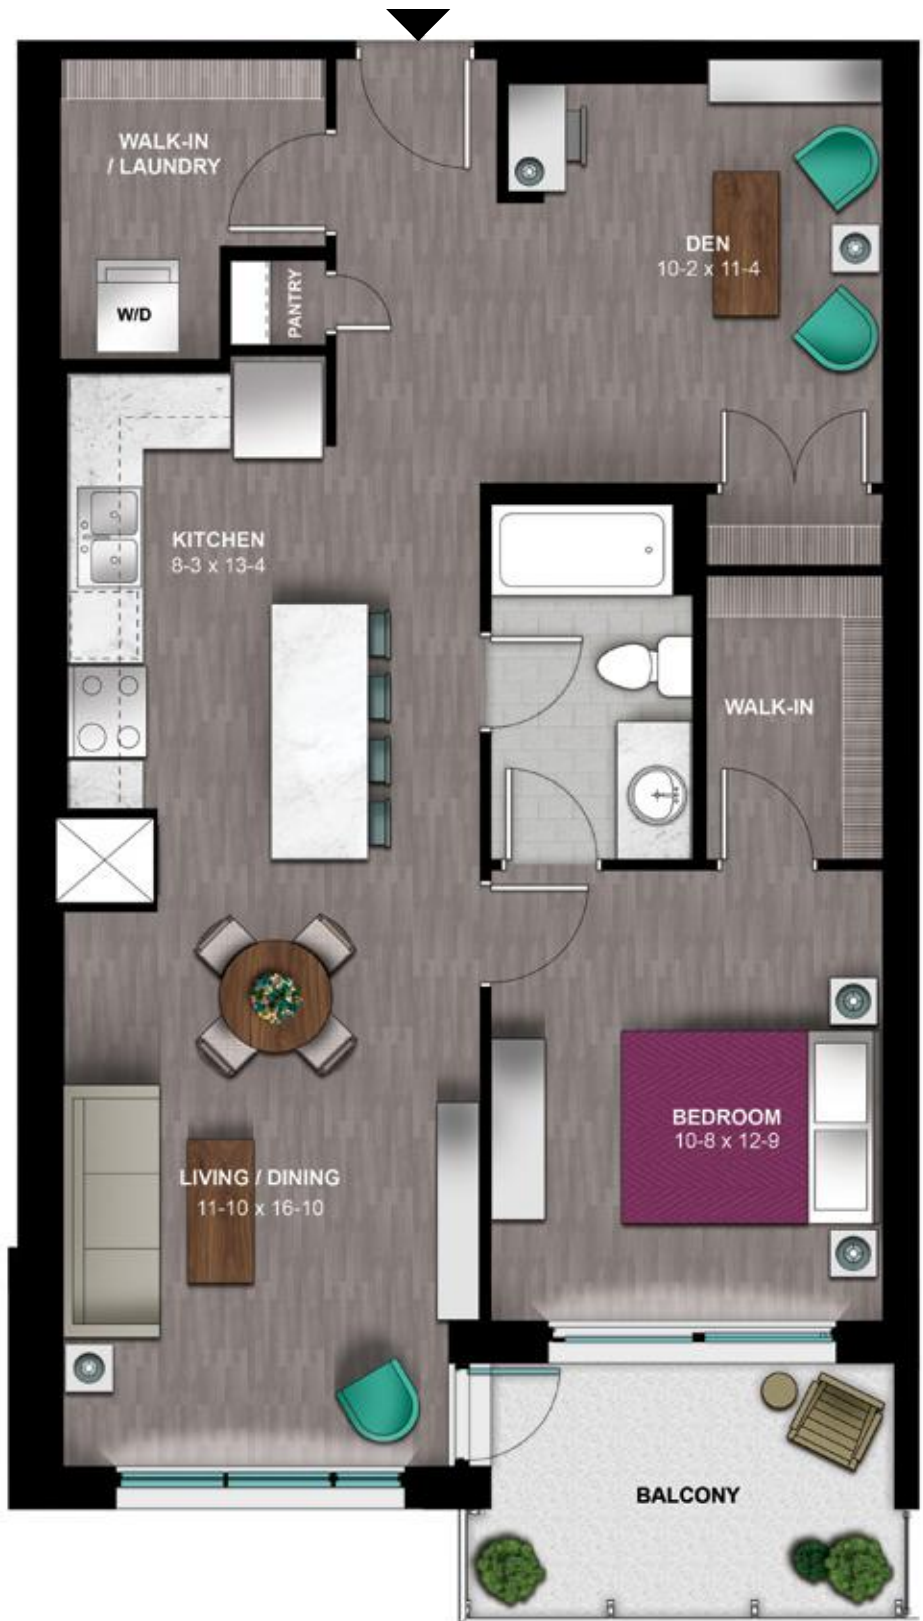 WALK-IN
/ LAUNDRY
DEN
10-2 x 11-4
PANTRY
W/D
KITCHEN
8-3 x 13-4
WALK-IN
BEDROOM
10-8 x 12-9
LIVING / DINING
11-10 x 16-10
BALCONY